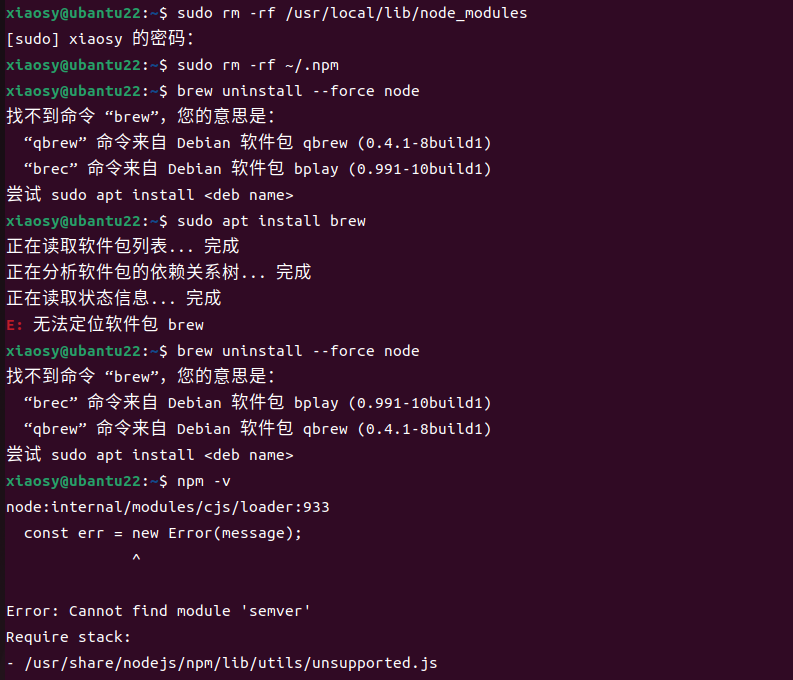 xiaosy@ubantu22:~$ sudo rm -rf /usr/local/lib/node_modules
[sudo] xiaosy 的密码：
xiaosy@ubantu22:~$ sudo rm -rf ~/.npm
xiaosy@ubantu22:~$ brew uninstall --force node
找不到命令 “brew”，您的意思是：
  “qbrew” 命令来自 Debian 软件包 qbrew (0.4.1-8build1)
  “brec” 命令来自 Debian 软件包 bplay (0.991-10build1)
尝试 sudo apt install <deb name>
xiaosy@ubantu22:~$ sudo apt install brew
正在读取软件包列表... 完成
正在分析软件包的依赖关系树... 完成
正在读取状态信息... 完成
E: 无法定位软件包 brew
xiaosy@ubantu22:~$ brew uninstall --force node
找不到命令 “brew”，您的意思是：
  “brec” 命令来自 Debian 软件包 bplay (0.991-10build1)
  “qbrew” 命令来自 Debian 软件包 qbrew (0.4.1-8build1)
尝试 sudo apt install <deb name>
xiaosy@ubantu22:~$ npm -v
node:internal/modules/cjs/loader:933
  const err = new Error(message);
              ^
Error: Cannot find module 'semver'
Require stack:
- /usr/share/nodejs/npm/lib/utils/unsupported.js